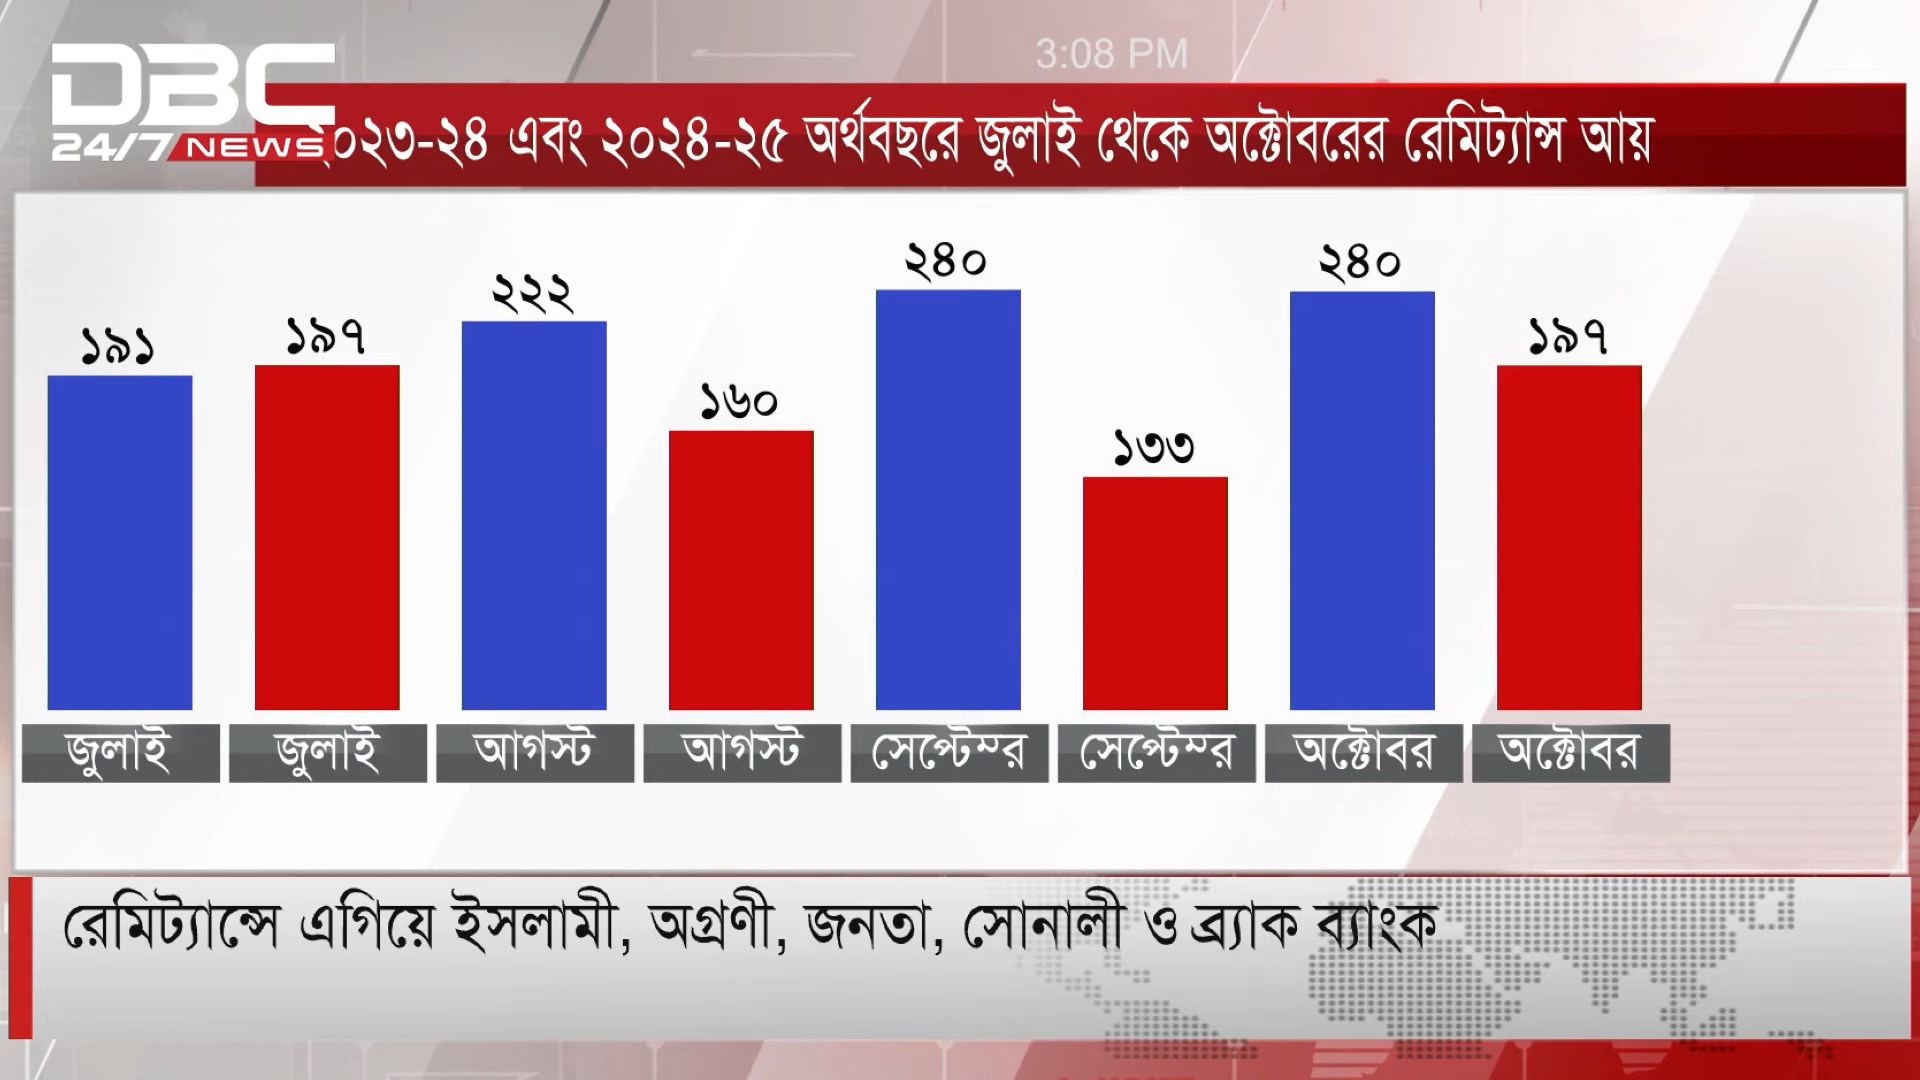 3:08 PM
DBC
24/7 NEWS
২০২৩-২৪ এবং ২০২৪-২৫ অর্থবছরে জুলাই থেকে অক্টোবরের রেমিট্যান্স আয়
১৯১ ১৯৭ ২২২ ১৬০ ২৪০ ১৩৩ ২৪০ ১৯৭
জুলাই জুলাই আগস্ট আগস্ট সেপ্টেম্বর সেপ্টেম্বর অক্টোবর অক্টোবর
রেমিট্যান্সে এগিয়ে ইসলামী, অগ্রণী, জনতা, সোনালী ও ব্র্যাক ব্যাংক